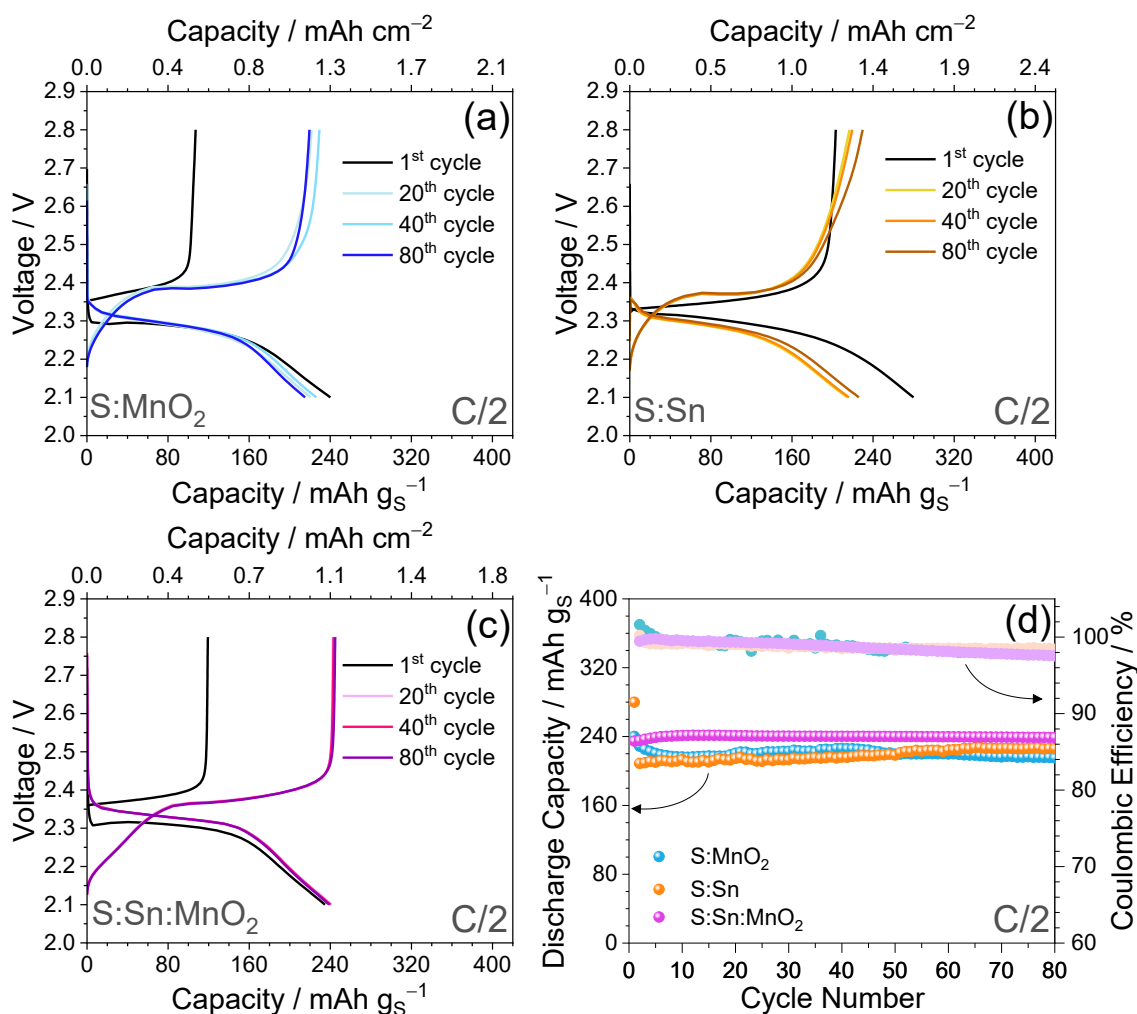 Capacity / mAh cm⁻²
0.0 0.4 0.9 1.3 1.7 2.1
(a)
2.9
2.8
2.7
2.6
2.5
2.4
2.3
2.2
2.1
2.0
Voltage / V
1ˢᵗ cycle
20ᵗʰ cycle
40ᵗʰ cycle
80ᵗʰ cycle
S:MnO₂
C/2
0 80 160 240 320 400
Capacity / mAh gₛ⁻¹
Capacity / mAh cm⁻²
0.0 0.5 1.0 1.4 1.9 2.4
(b)
2.9
2.8
2.7
2.6
2.5
2.4
2.3
2.2
2.1
2.0
Voltage / V
1ˢᵗ cycle
20ᵗʰ cycle
40ᵗʰ cycle
80ᵗʰ cycle
S:Sn
C/2
0 80 160 240 320 400
Capacity / mAh gₛ⁻¹
Capacity / mAh cm⁻²
0.0 0.4 0.7 1.1 1.4 1.8
(c)
2.9
2.8
2.7
2.6
2.5
2.4
2.3
2.2
2.1
2.0
Voltage / V
1ˢᵗ cycle
20ᵗʰ cycle
40ᵗʰ cycle
80ᵗʰ cycle
S:Sn:MnO₂
C/2
0 80 160 240 320 400
Capacity / mAh gₛ⁻¹
(d)
400
320
240
160
80
0
Discharge Capacity / mAh gₛ⁻¹
100
90
80
70
60
Coulombic Efficiency / %
S:MnO₂
S:Sn
S:Sn:MnO₂
C/2
0 10 20 30 40 50 60 70 80
Cycle Number